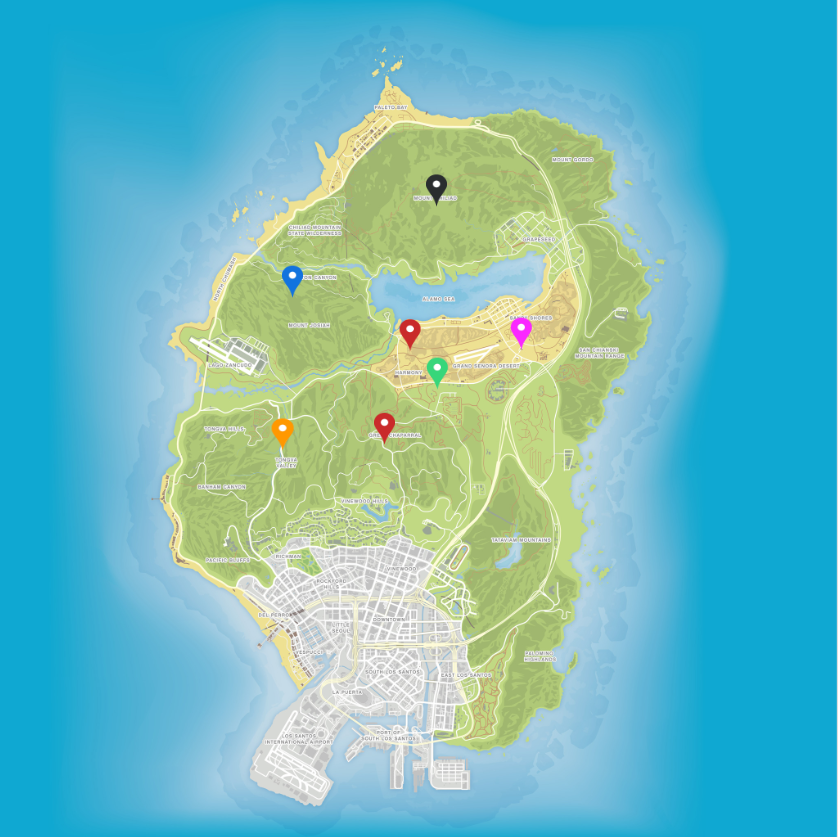 PALETO BAY
MOUNT GORDO
MOUNT CHILIAD
CHILIAD MOUNTAIN
STATE WILDERNESS
GRAPESEED
NORTH CHUMASH
CANYON
ALAMO SEA
SANDY SHORES
MOUNT JOSIAH
SAN CHIANSKI
MOUNTAIN RANGE
LAGO ZANCUDO
HARMONY
GRAND SENORA DESERT
TONGVA HILLS
GREAT CHAPARRAL
TONGVA
VALLEY
BANHAM CANYON
VINEWOOD HILLS
TATAVIAM MOUNTAINS
PACIFIC BLUFFS
RICHMAN
VINEWOOD
ROCKFORD
HILLS
DEL PERRO
DOWNTOWN
LITTLE
SEOUL
VESPUCCI
PALOMINO
HIGHLANDS
SOUTH LOS SANTOS
EAST LOS SANTOS
LA PUERTA
LOS SANTOS
INTERNATIONAL AIRPORT
PORT OF
SOUTH LOS SANTOS